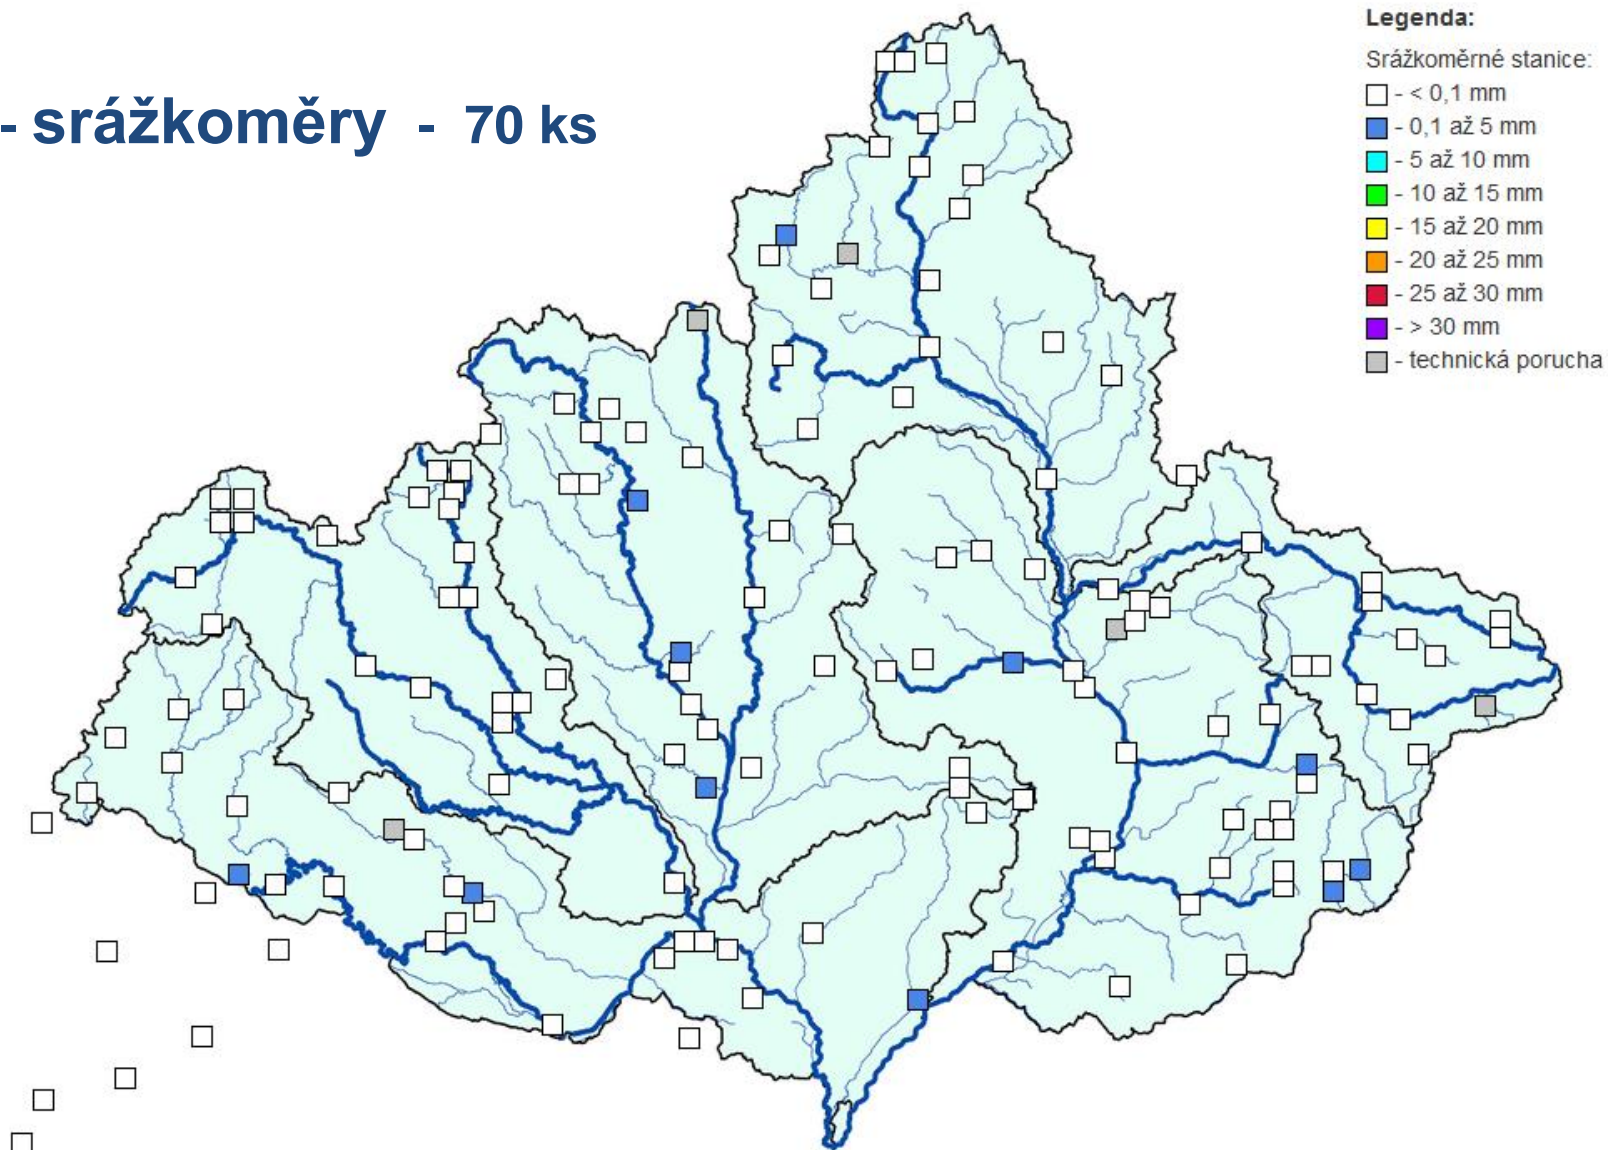 - srážkoměry - 70 ks
Legenda:
Srážkoměrné stanice:
- < 0,1 mm
- 0,1 až 5 mm
- 5 až 10 mm
- 10 až 15 mm
- 15 až 20 mm
- 20 až 25 mm
- 25 až 30 mm
- > 30 mm
- technická porucha